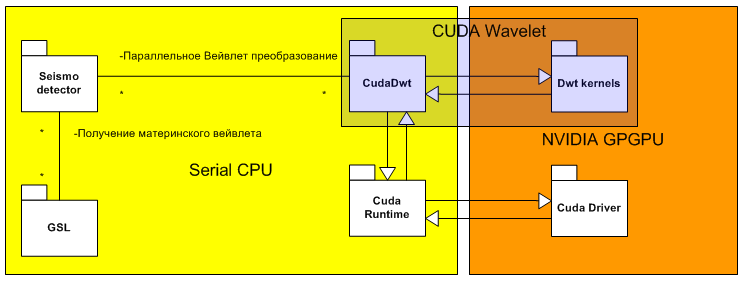 CUDA Wavelet
-Параллельное Вейвлет преобразование
Seismo
detector
CudaDwt
Dwt kernels
*
*
*
-Получение материнского вейвлета
NVIDIA GPGPU
Serial CPU
*
GSL
Cuda
Runtime
Cuda Driver